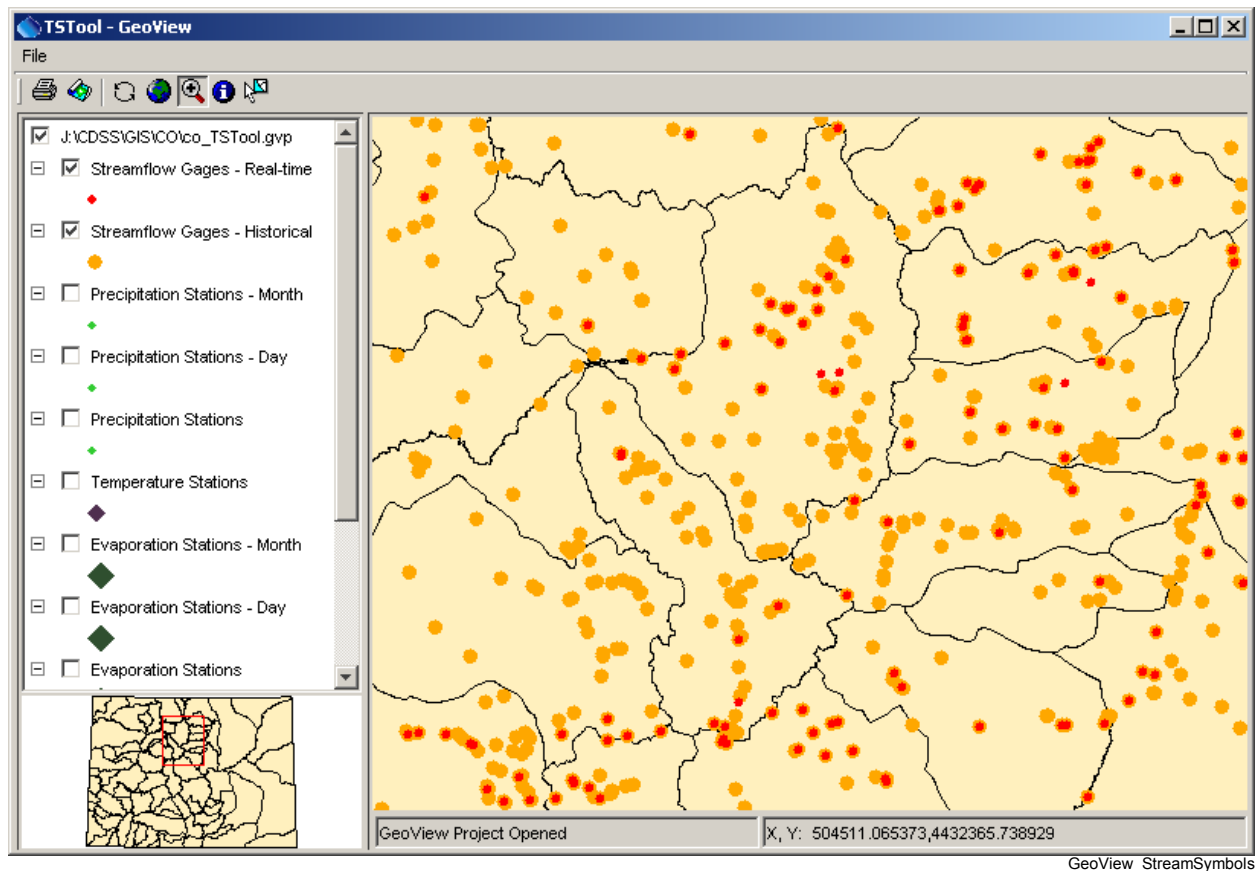 TSTool - GeoView
File
J:\CDSS\GIS\CO\co_TSTool.gvp
Streamflow Gages - Real-time
Streamflow Gages - Historical
Precipitation Stations - Month
Precipitation Stations - Day
Precipitation Stations
Temperature Stations
Evaporation Stations - Month
Evaporation Stations - Day
Evaporation Stations
GeoView Project Opened
X, Y: 504511.065373,4432365.738929
GeoView_StreamSymbols